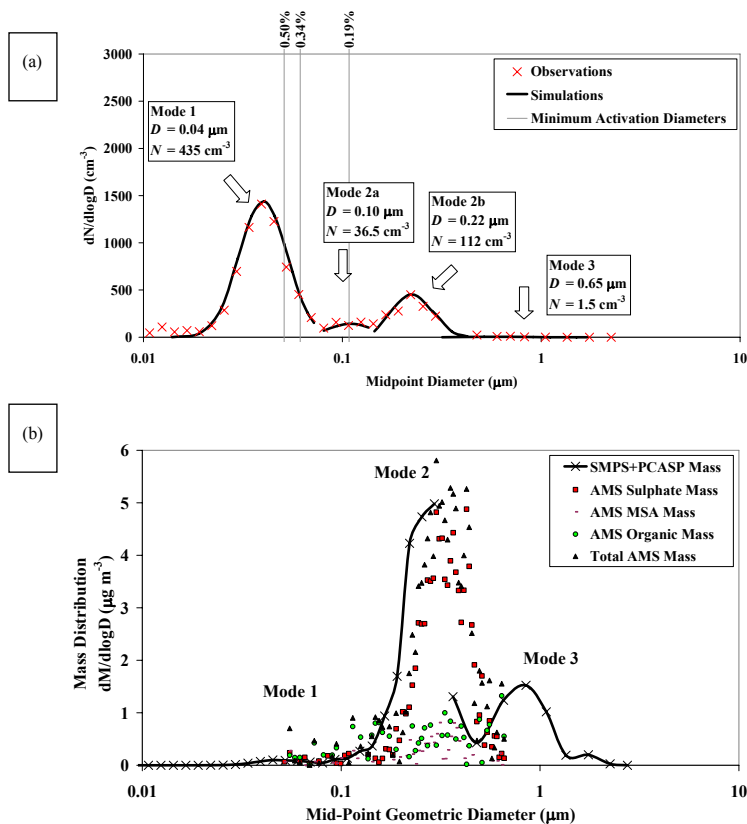 (a)
0.50%
0.34%
0.19%
3000
2500
2000
1500
1000
500
0
dN/dlogD (cm-3)
Observations
Simulations
Minimum Activation Diameters
Mode 1
D = 0.04 μm
N = 435 cm-3
Mode 2a
D = 0.10 μm
N = 36.5 cm-3
Mode 2b
D = 0.22 μm
N = 112 cm-3
Mode 3
D = 0.65 μm
N = 1.5 cm-3
0.01
0.1
1
10
Midpoint Diameter (μm)
(b)
6
5
4
3
2
1
0
Mass Distribution
dM/dlogD (μg m-3)
Mode 1
Mode 2
Mode 3
SMPS+PCASP Mass
AMS Sulphate Mass
AMS MSA Mass
AMS Organic Mass
Total AMS Mass
0.01
0.1
1
10
Mid-Point Geometric Diameter (μm)